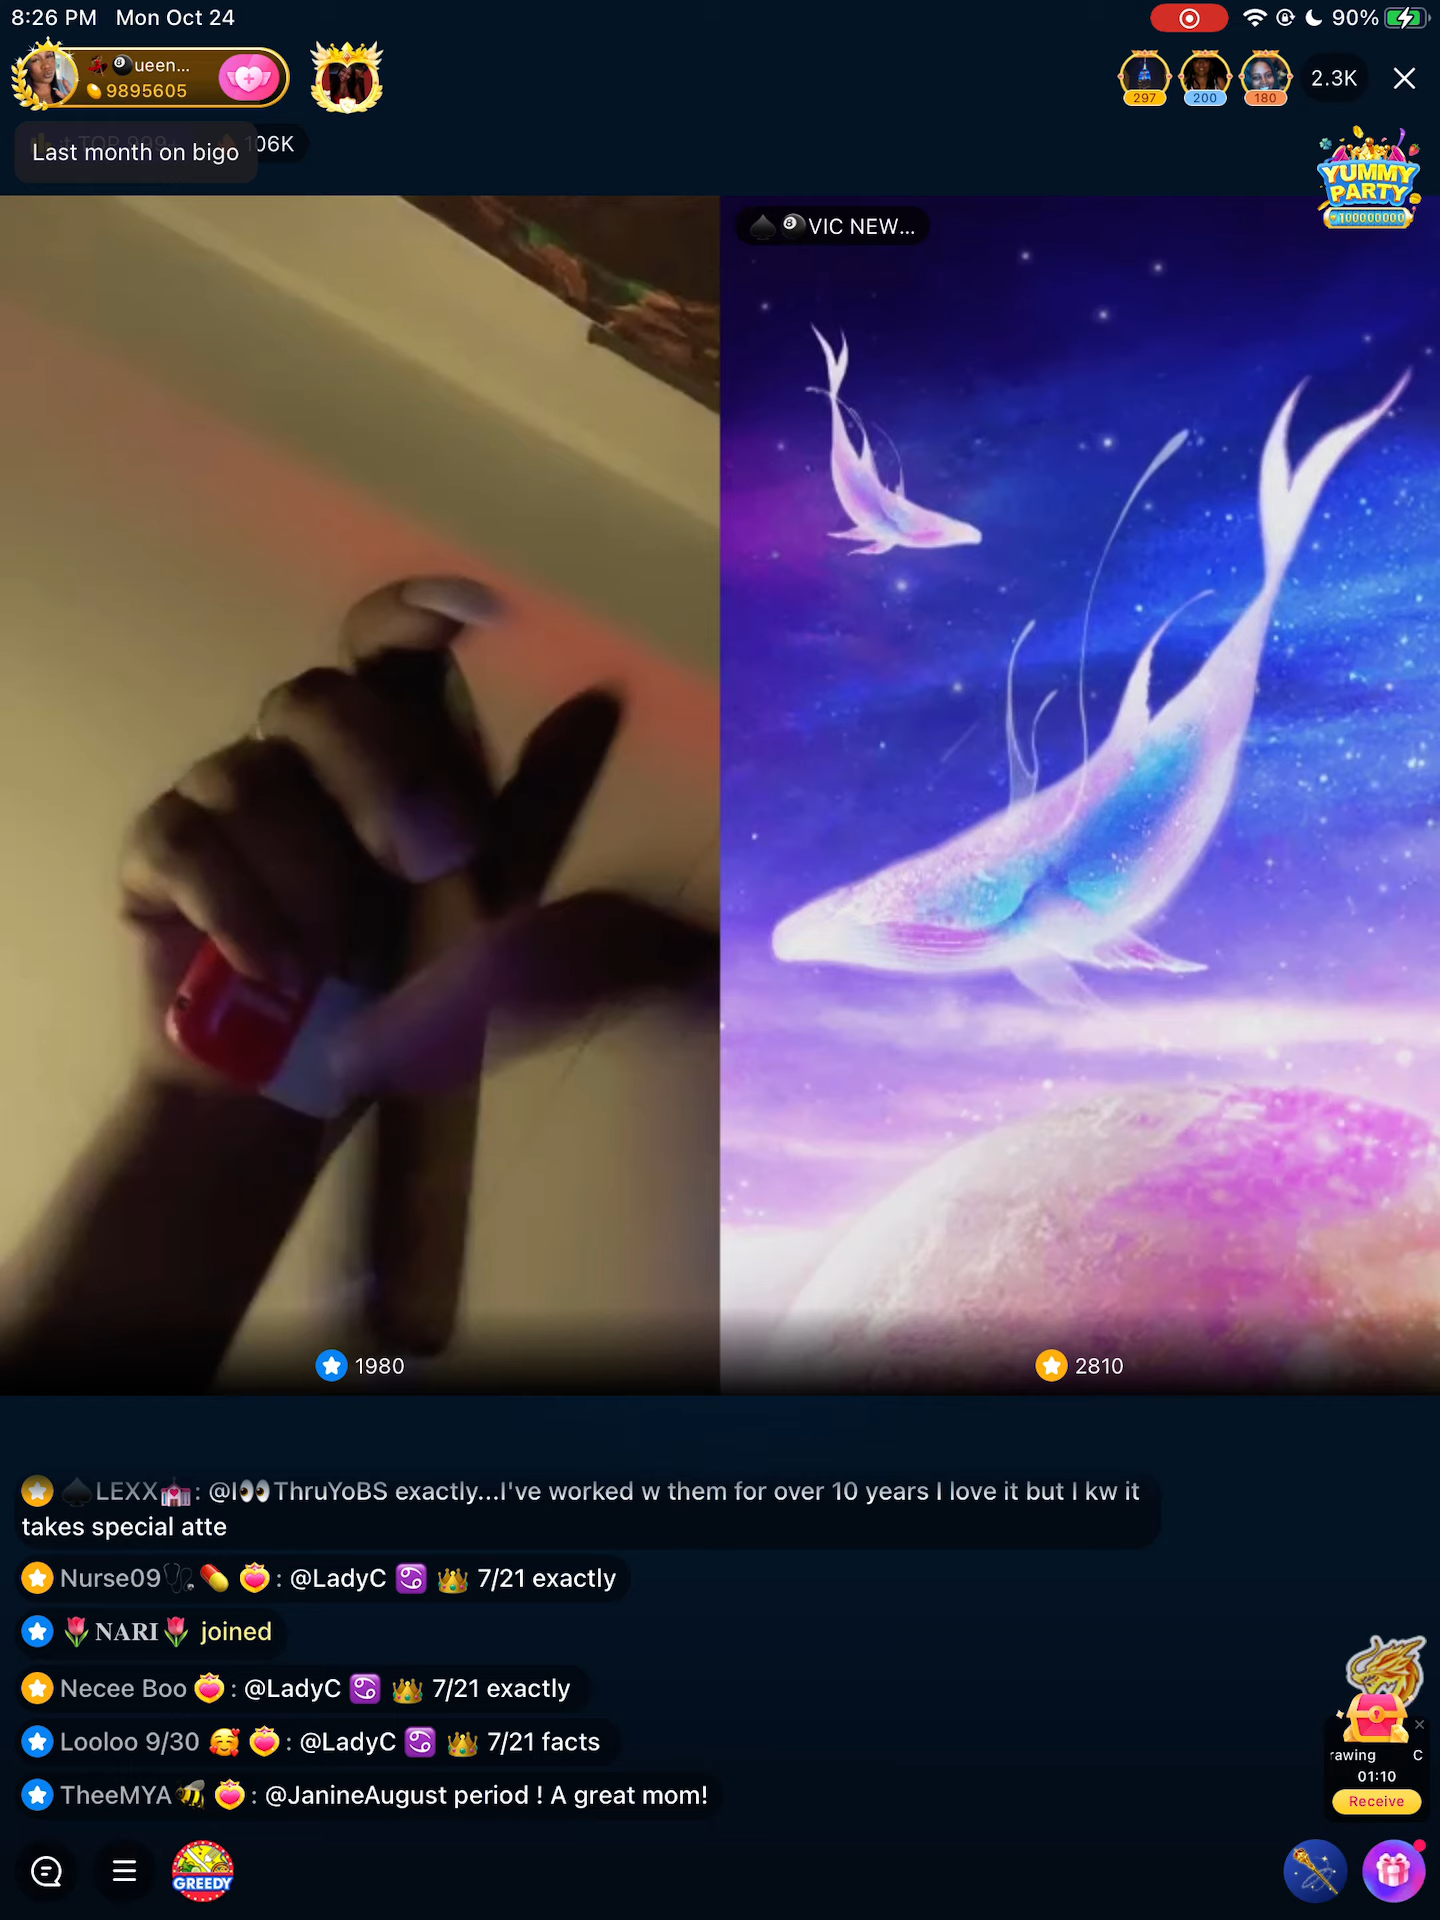 8:26 PM Mon Oct 24
90%
ueen...
9895605
297
200
180
2.3K
106K
Last month on bigo
YUMMY
PARTY
100000000
VIC NEW...
1980
2810
LEXX: @I👀ThruYoBS exactly...I've worked w them for over 10 years I love it but I kw it
takes special atte
Nurse09🩺💊: @LadyC ♋ 👑 7/21 exactly
🌷NARI🌷 joined
Necee Boo: @LadyC ♋ 👑 7/21 exactly
Looloo 9/30 🥰: @LadyC ♋ 👑 7/21 facts
TheeMYA🐝: @JanineAugust period ! A great mom!
rawing C
01:10
Receive
GREEDY